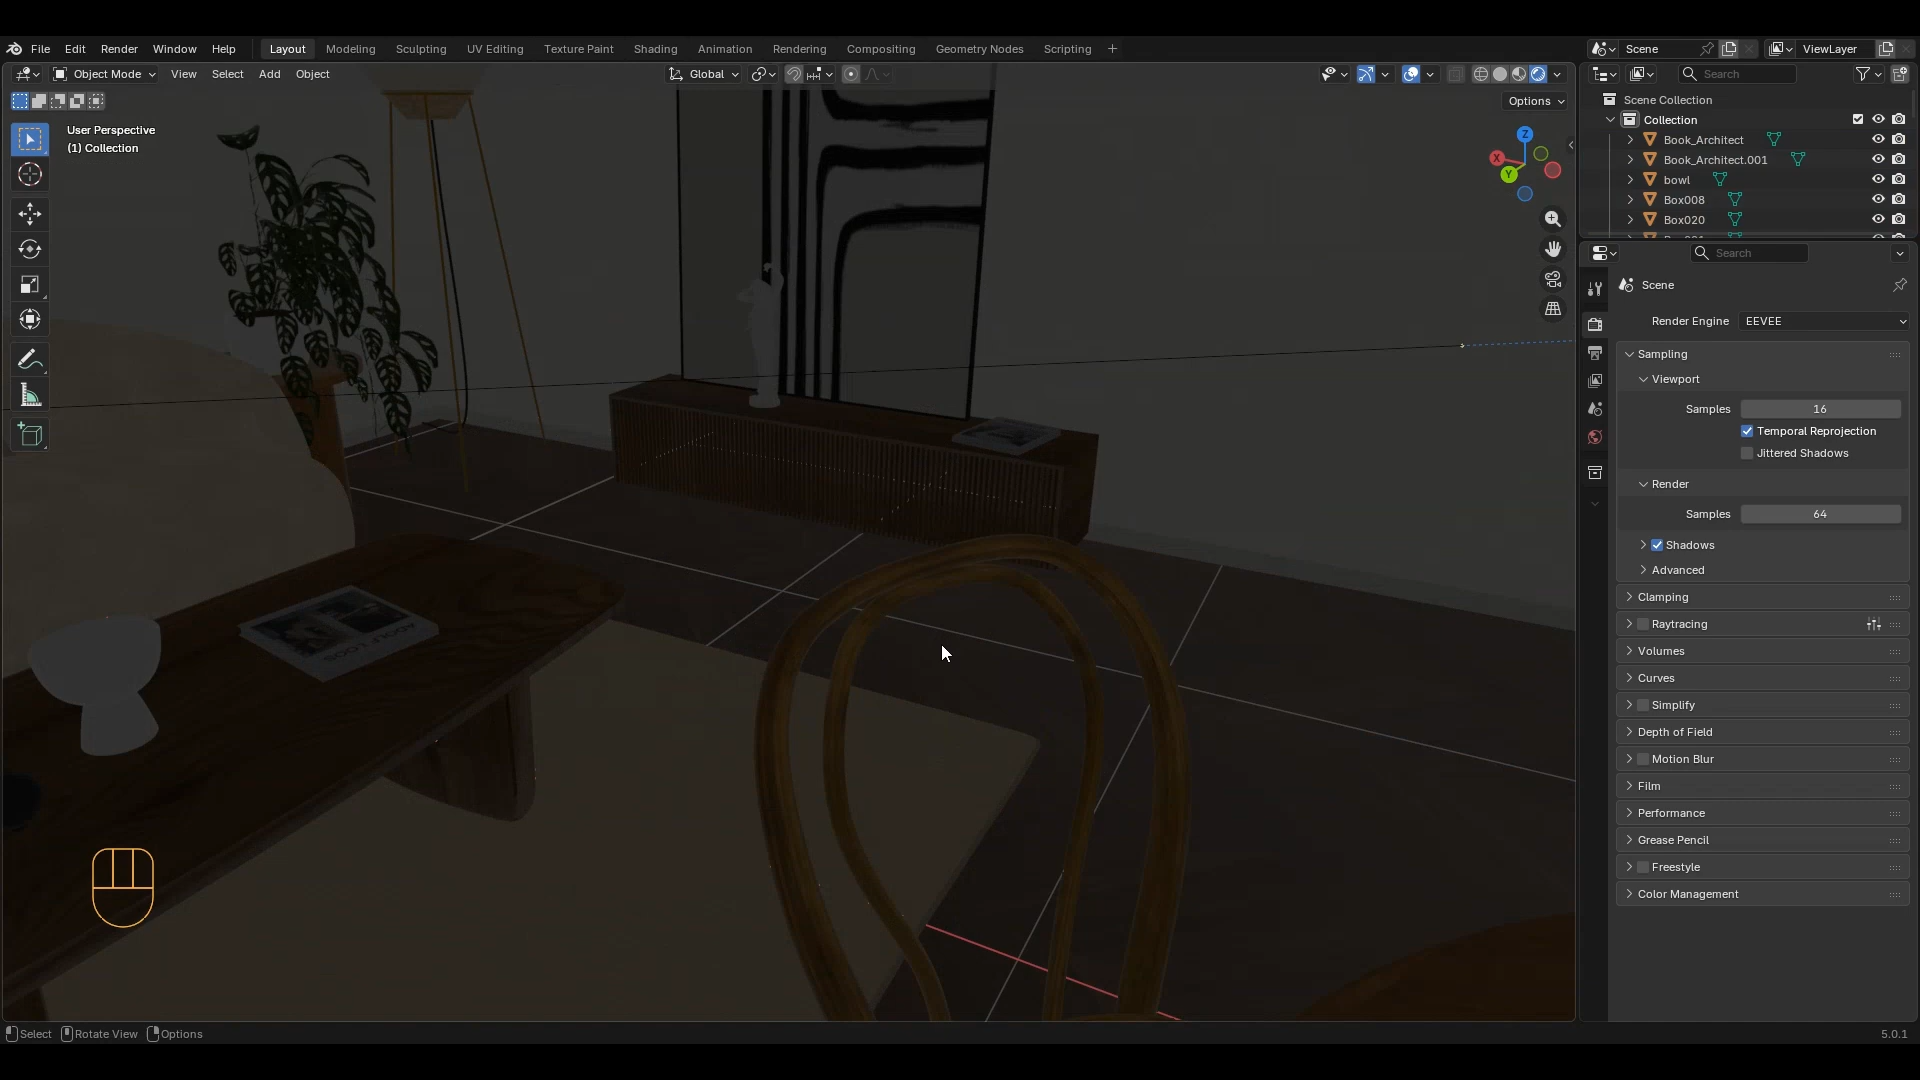 File Edit Render Window Help Layout Modeling Sculpting UV Editing Texture Paint Shading Animation Rendering Compositing Geometry Nodes Scripting + Scene ViewLayer
Object Mode View Select Add Object Global Search
Options
User Perspective
(1) Collection
Z
X
Y
Scene Collection
Collection
Book_Architect
Book_Architect.001
bowl
Box008
Box020
Search
Scene
Render Engine EEVEE
Sampling
Viewport
Samples 16
Temporal Reprojection
Jittered Shadows
Render
Samples 64
Shadows
Advanced
Clamping
Raytracing
Volumes
Curves
Simplify
Depth of Field
Motion Blur
Film
Performance
Grease Pencil
Freestyle
Color Management
ADOLF LOOS
Select Rotate View Options 5.0.1